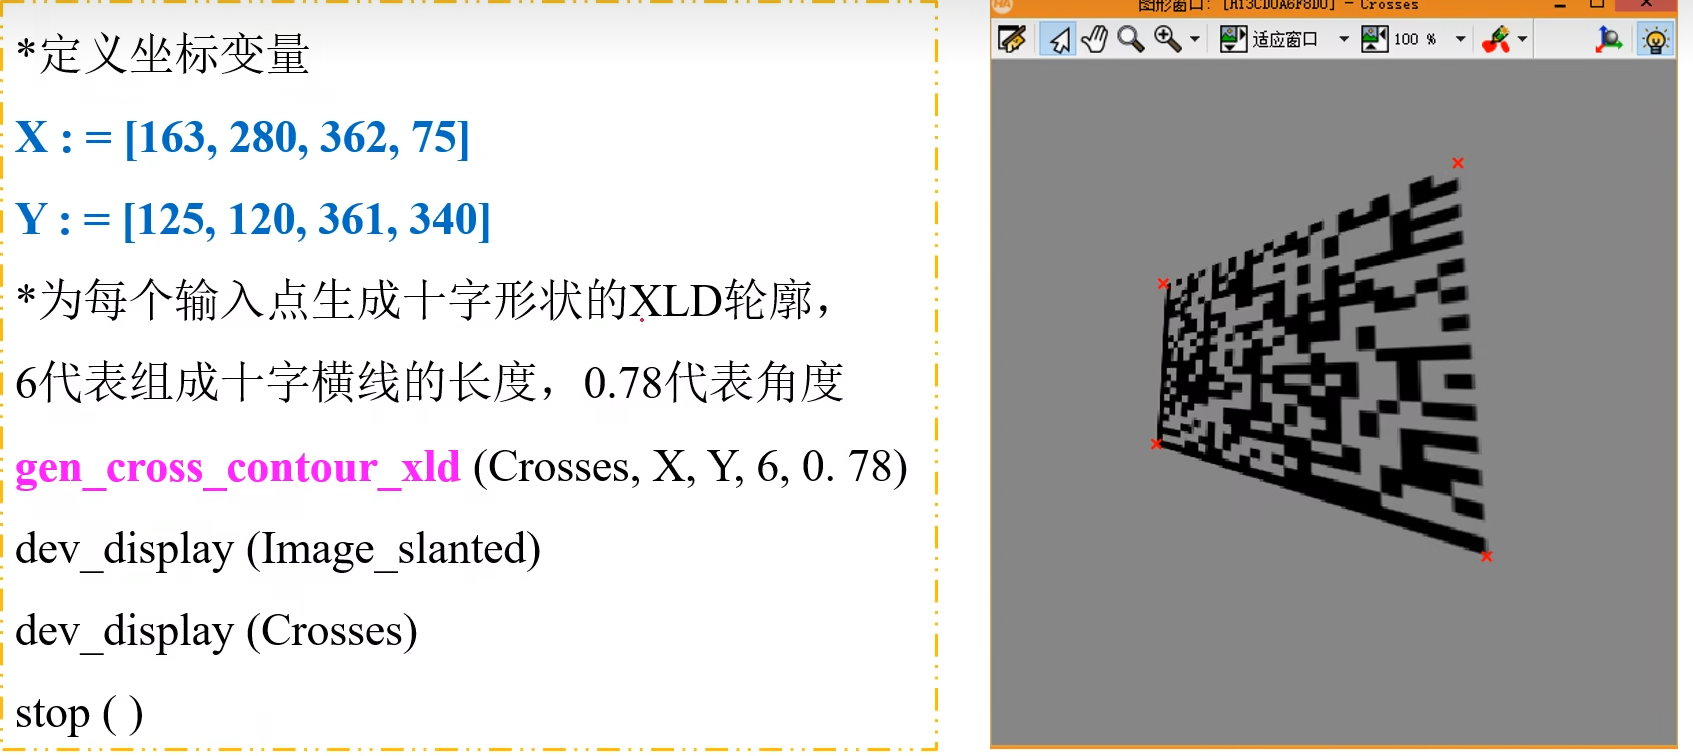 *定义坐标变量
X : = [163, 280, 362, 75]
Y : = [125, 120, 361, 340]
*为每个输入点生成十字形状的XLD轮廓，
6代表组成十字横线的长度，0.78代表角度
gen_cross_contour_xld (Crosses, X, Y, 6, 0. 78)
dev_display (Image_slanted)
dev_display (Crosses)
stop ( )
图形窗口: - Crosses
适应窗口 100 %